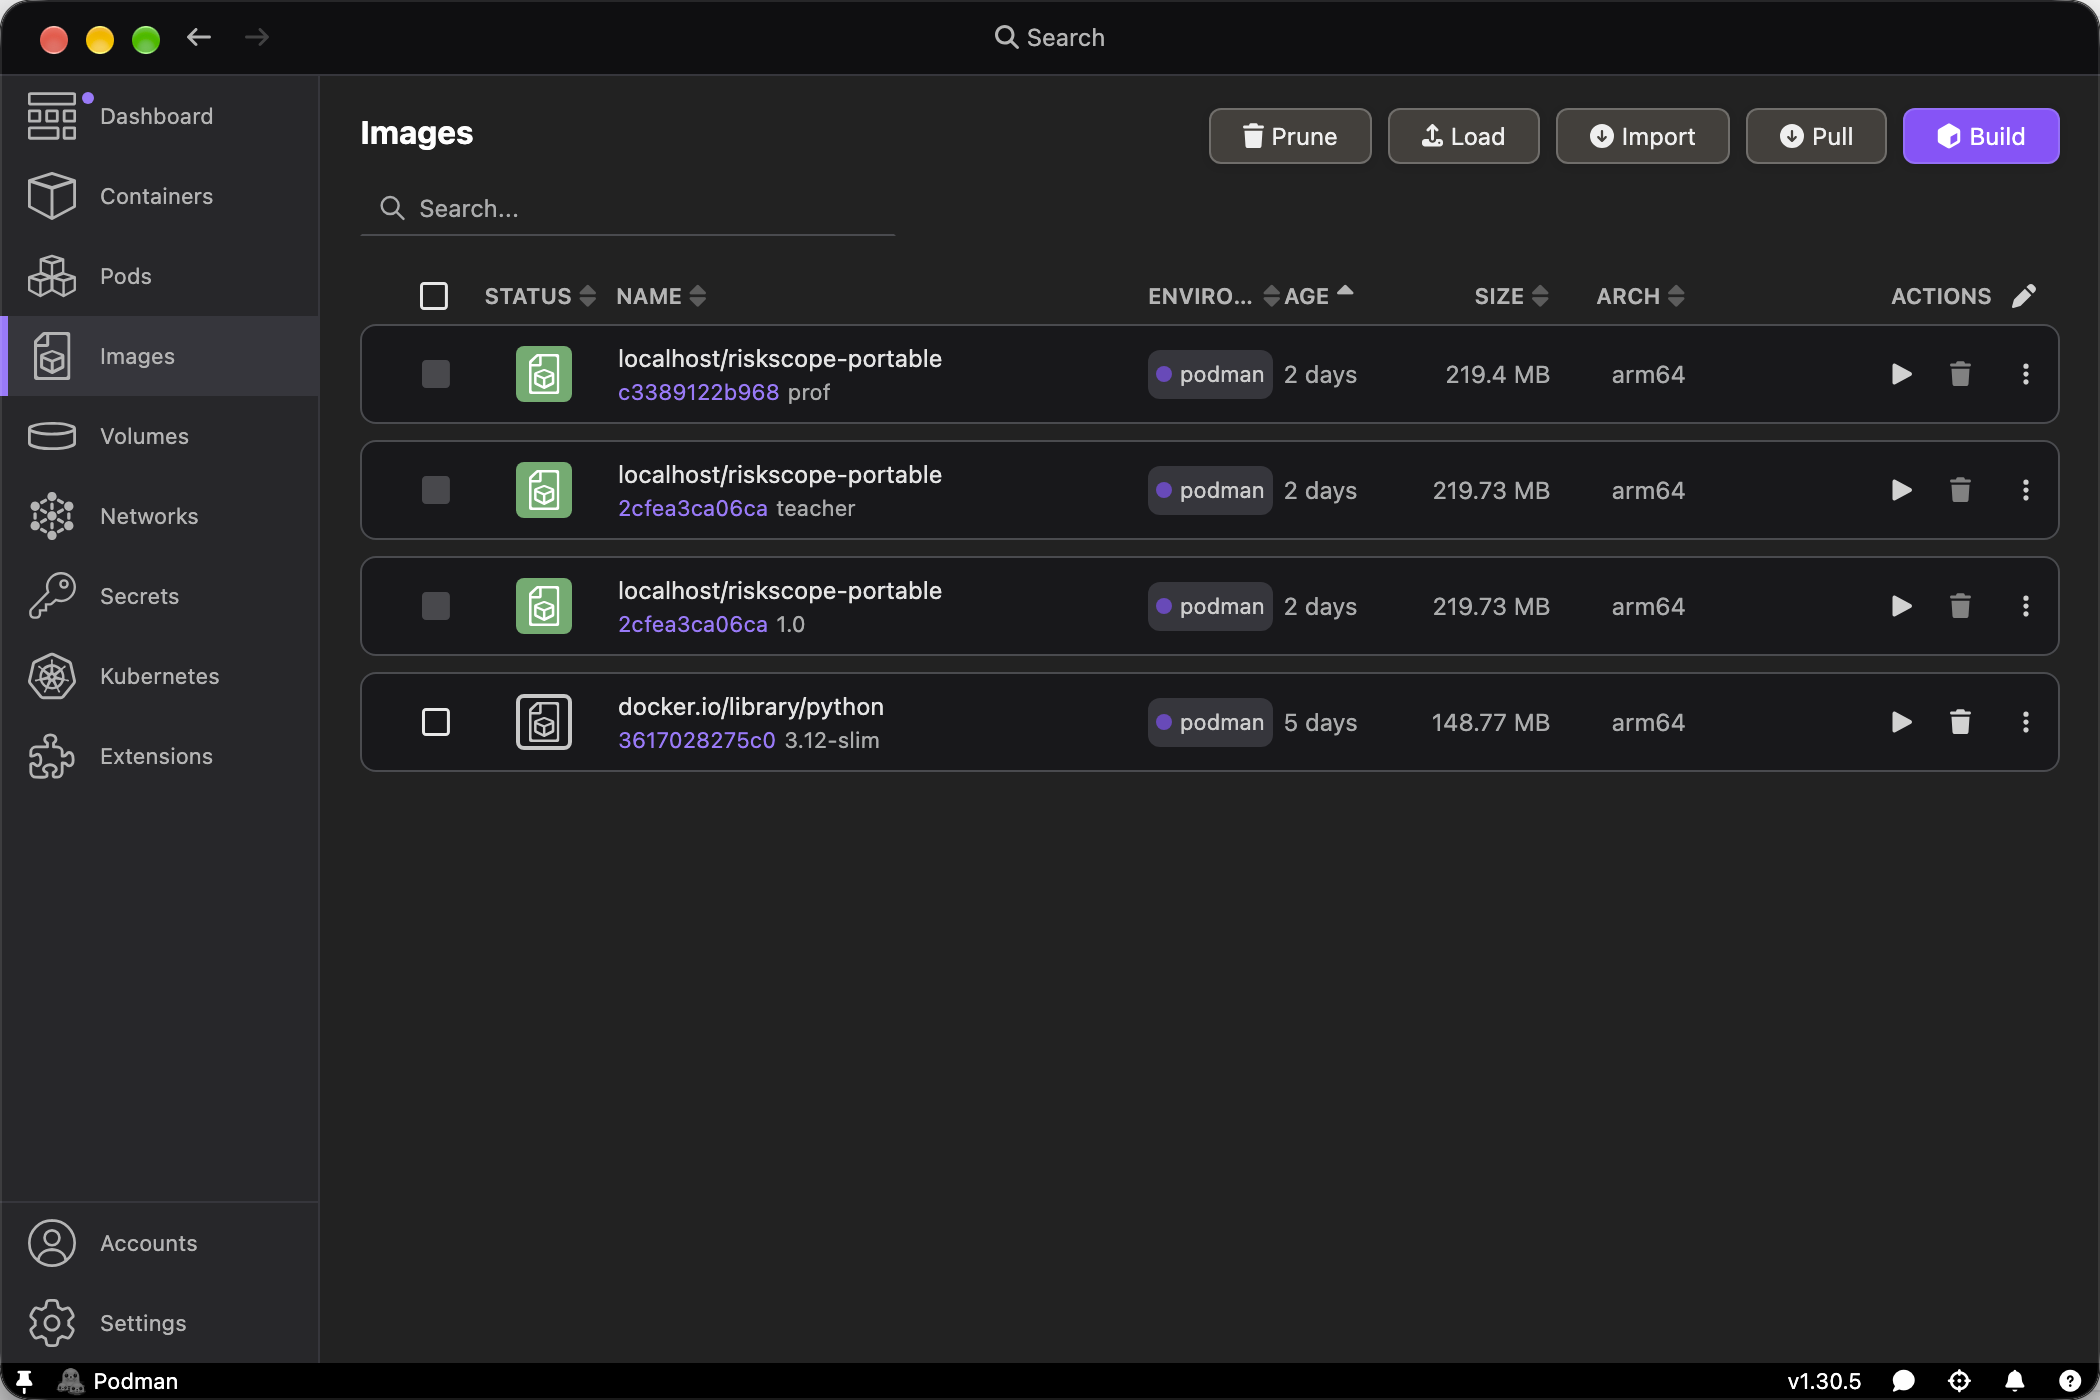 Search
Dashboard
Containers
Pods
Images
Volumes
Networks
Secrets
Kubernetes
Extensions
Accounts
Settings
Images
Prune
Load
Import
Pull
Build
Search...
STATUS NAME ENVIRO... AGE SIZE ARCH ACTIONS
localhost/riskscope-portable
c3389122b968 prof
podman 2 days 219.4 MB arm64
localhost/riskscope-portable
2cfea3ca06ca teacher
podman 2 days 219.73 MB arm64
localhost/riskscope-portable
2cfea3ca06ca 1.0
podman 2 days 219.73 MB arm64
docker.io/library/python
3617028275c0 3.12-slim
podman 5 days 148.77 MB arm64
Podman
v1.30.5